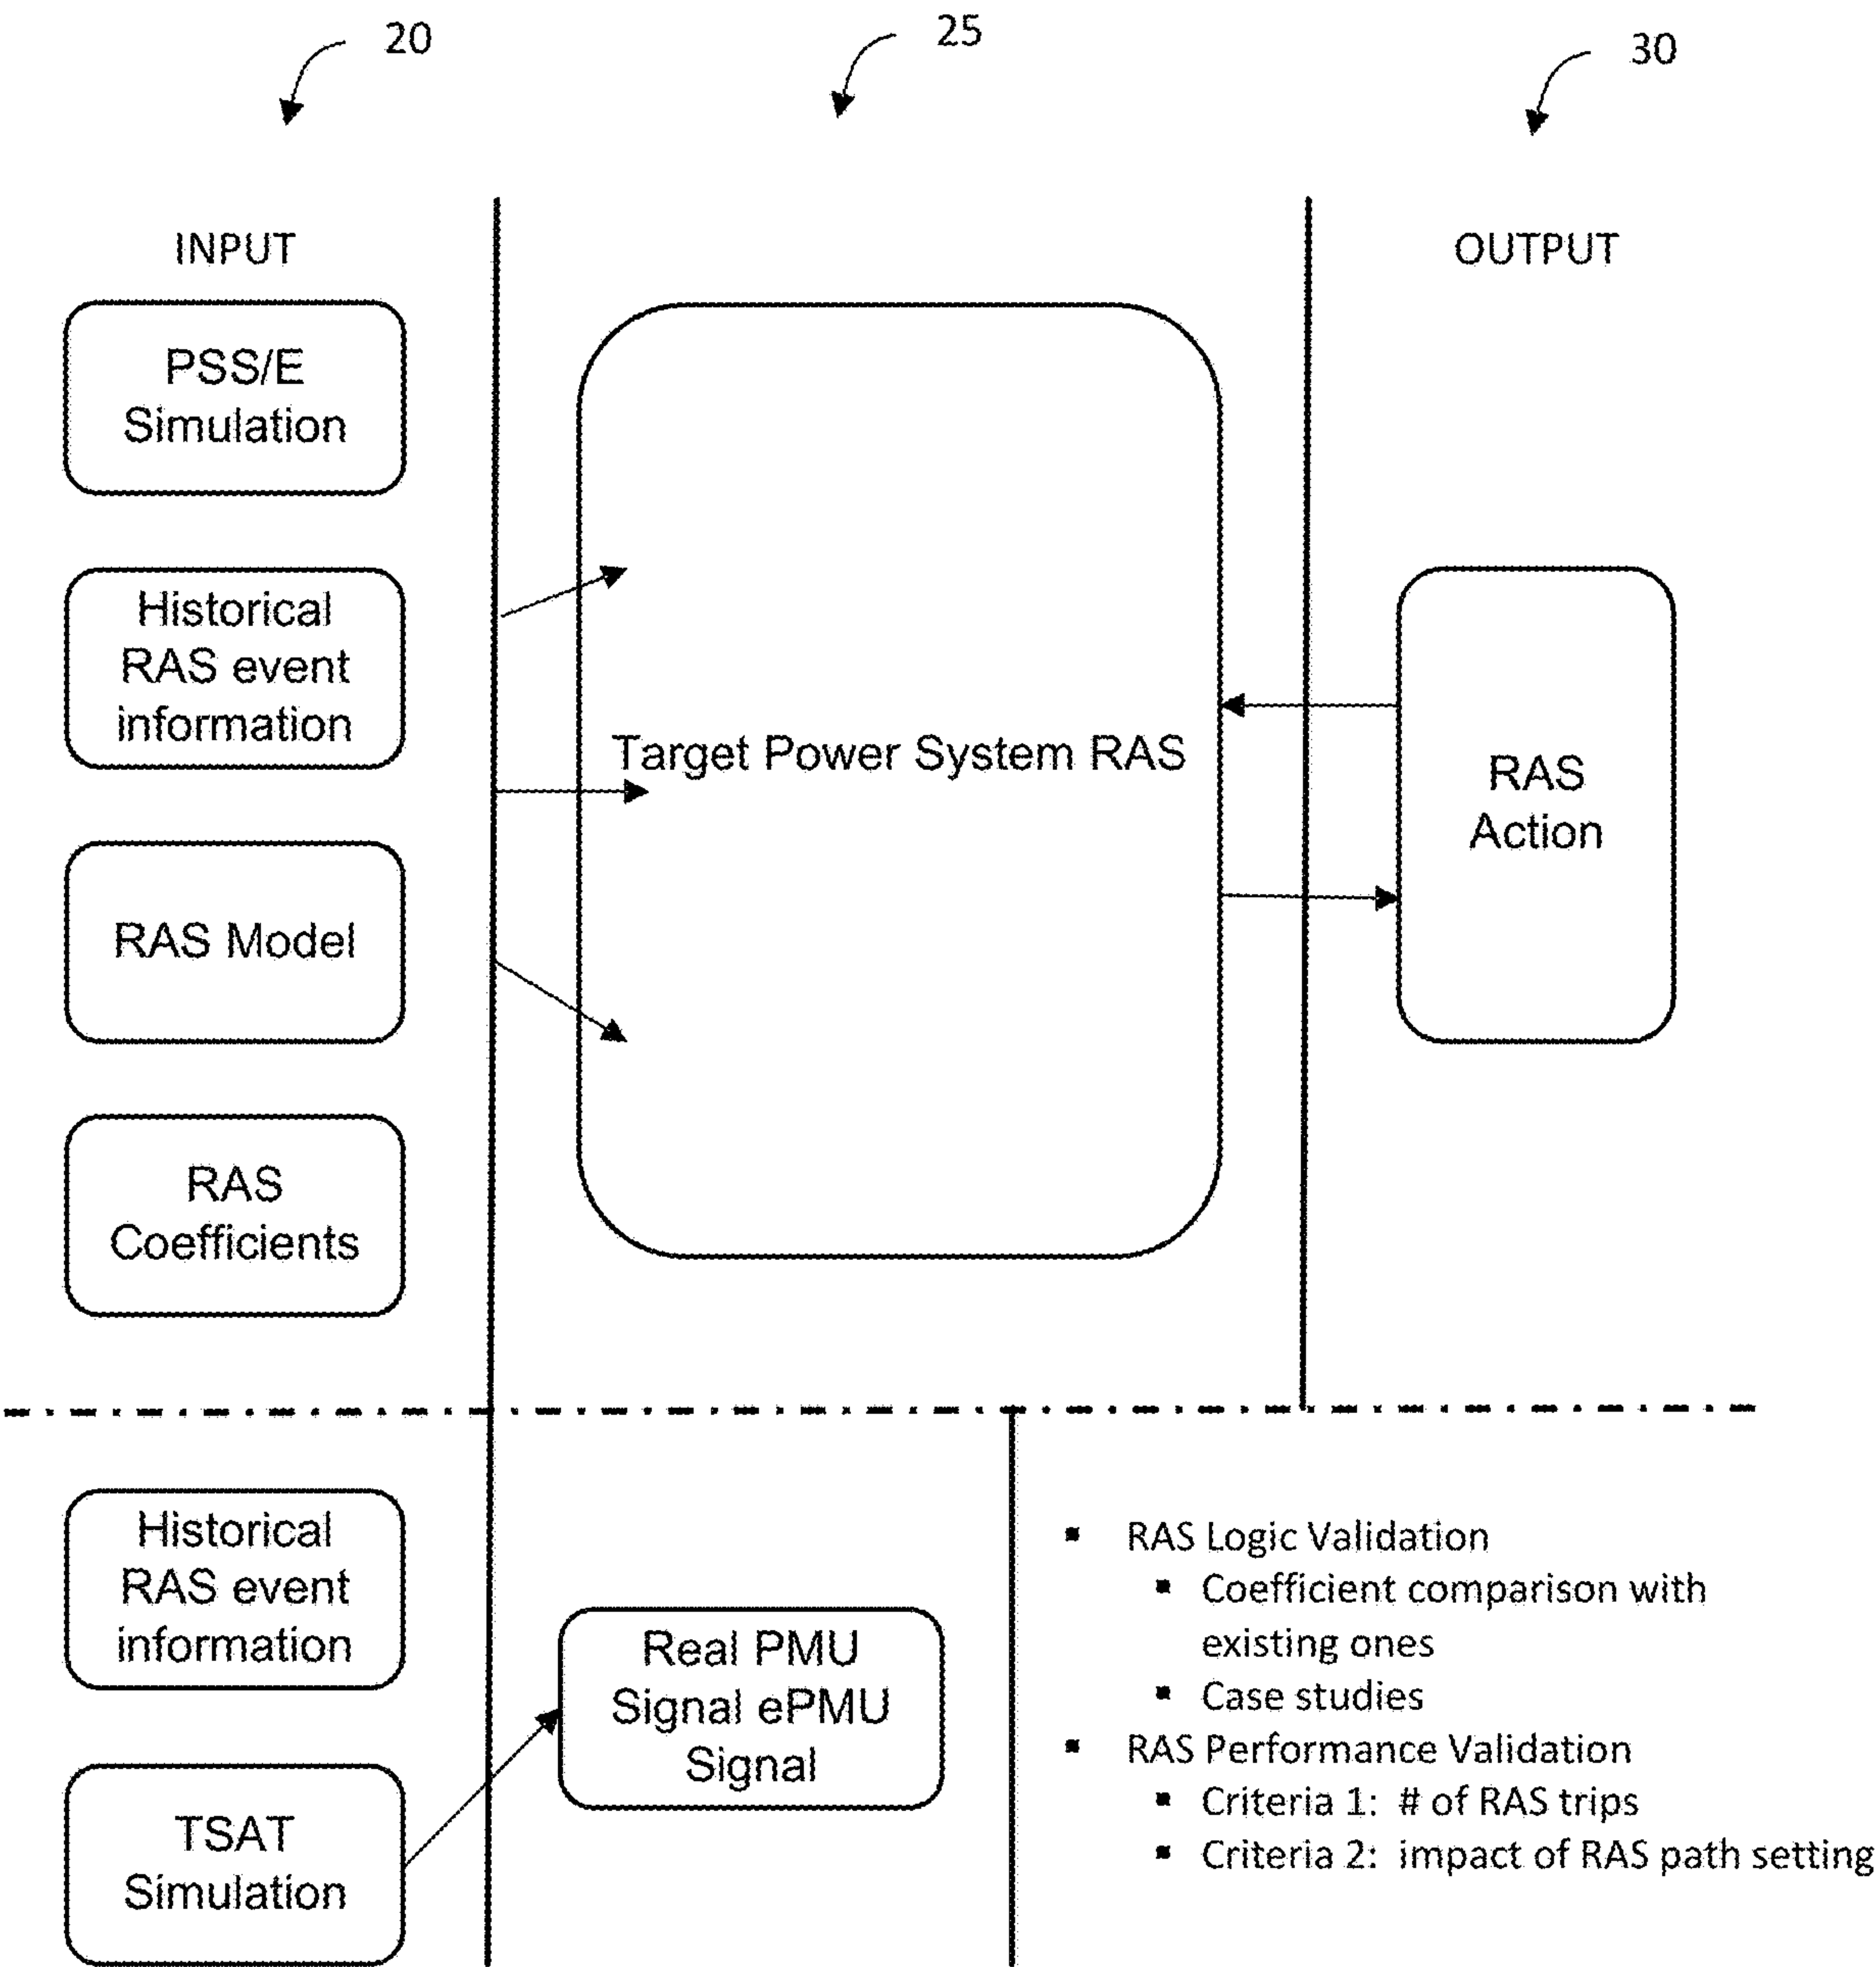 20
25
30
INPUT
OUTPUT
PSS/E
Simulation
Historical
RAS event
information
RAS Model
RAS
Coefficients
Target Power System RAS
RAS
Action
Historical
RAS event
information
TSAT
Simulation
Real PMU
Signal ePMU
Signal
▪ RAS Logic Validation
▪ Coefficient comparison with
existing ones
▪ Case studies
▪ RAS Performance Validation
▪ Criteria 1: # of RAS trips
▪ Criteria 2: impact of RAS path setting